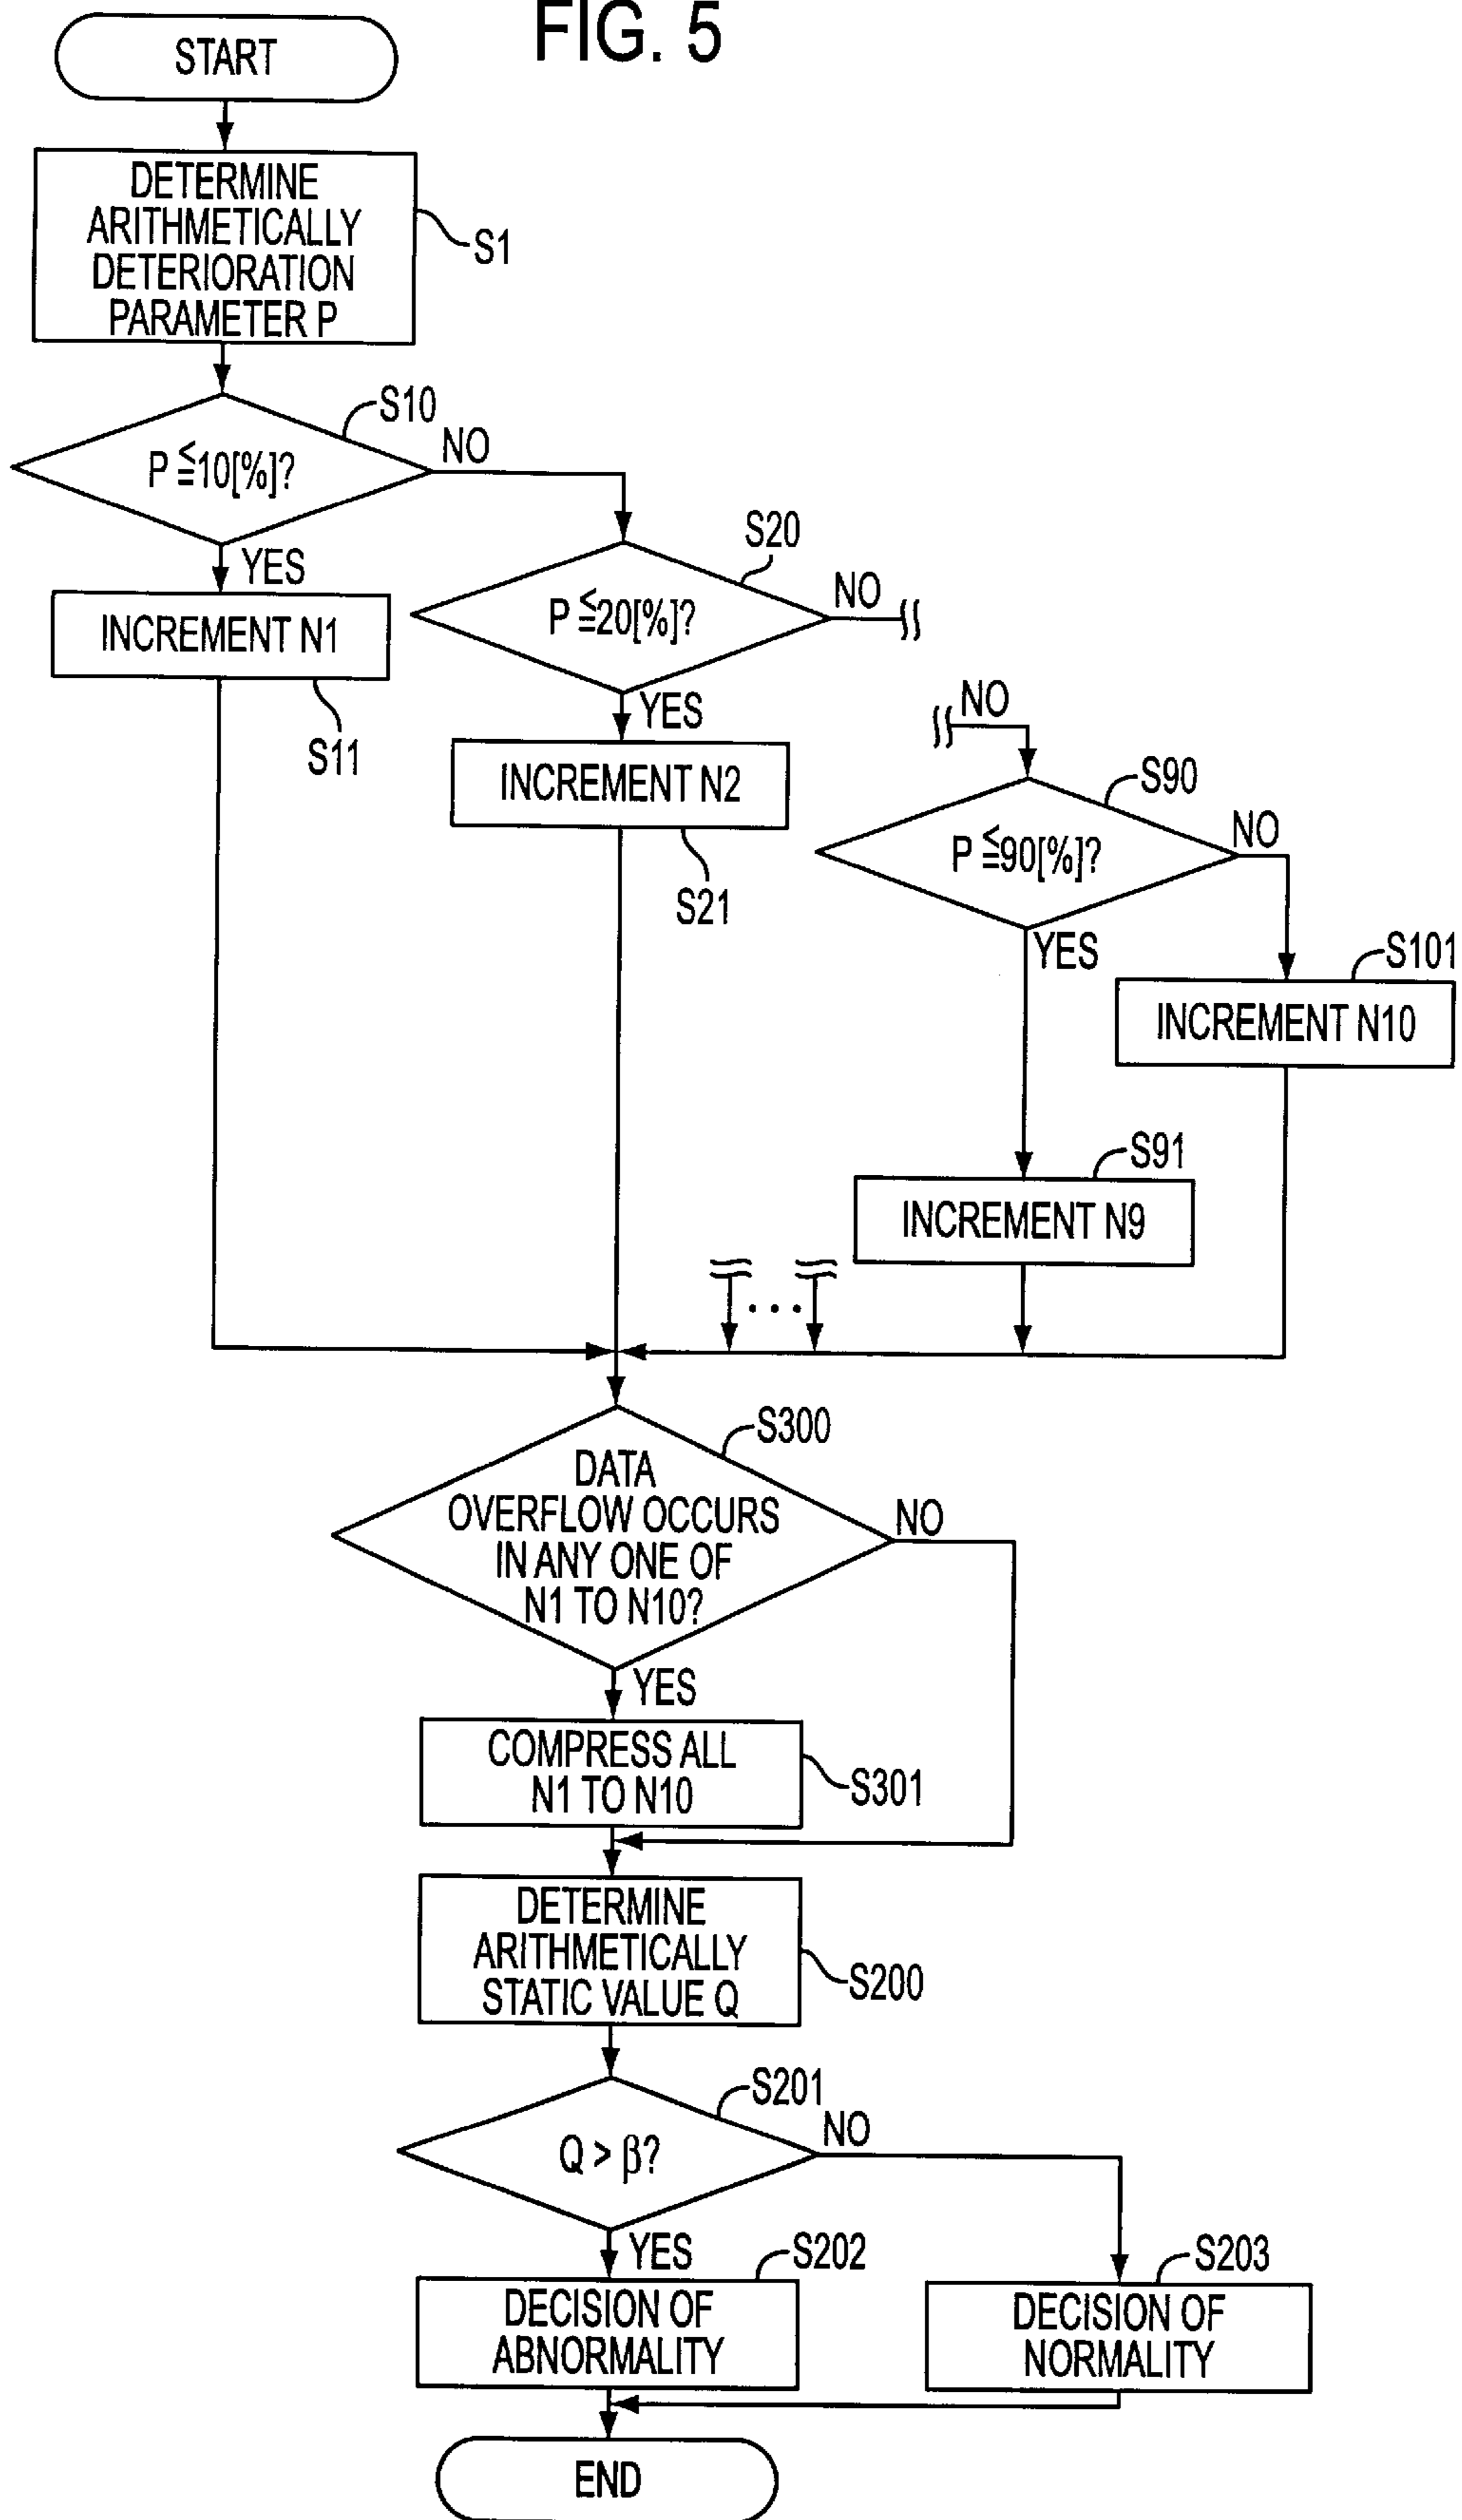 FIG. 5
START
DETERMINE
ARITHMETICALLY
DETERIORATION
PARAMETER P
S1
S10
P ≦10[%]?
NO
YES
S20
P ≦20[%]?
NO
INCREMENT N1
S11
YES
NO
INCREMENT N2
S21
S90
P ≦90[%]?
NO
YES
S101
INCREMENT N10
S91
INCREMENT N9
...
S300
DATA
OVERFLOW OCCURS
IN ANY ONE OF
N1 TO N10?
NO
YES
COMPRESS ALL
N1 TO N10
S301
DETERMINE
ARITHMETICALLY
STATIC VALUE Q
S200
S201
Q > β?
NO
YES
S202
S203
DECISION OF
ABNORMALITY
DECISION OF
NORMALITY
END